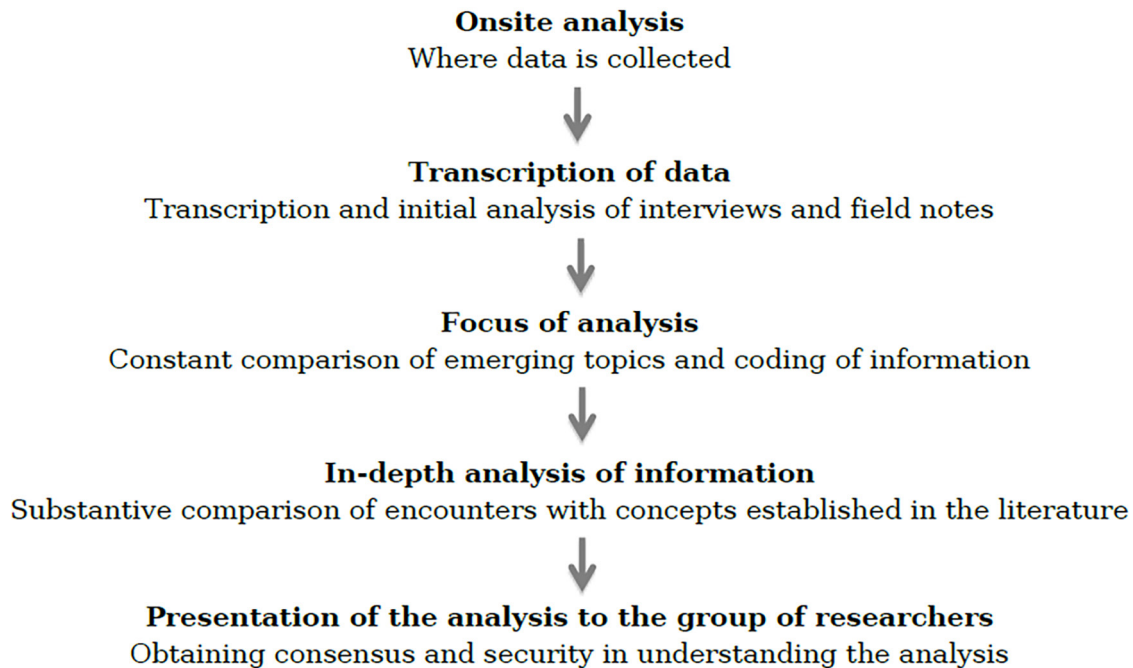 Onsite analysis
Where data is collected
Transcription of data
Transcription and initial analysis of interviews and field notes
Focus of analysis
Constant comparison of emerging topics and coding of information
In-depth analysis of information
Substantive comparison of encounters with concepts established in the literature
Presentation of the analysis to the group of researchers
Obtaining consensus and security in understanding the analysis